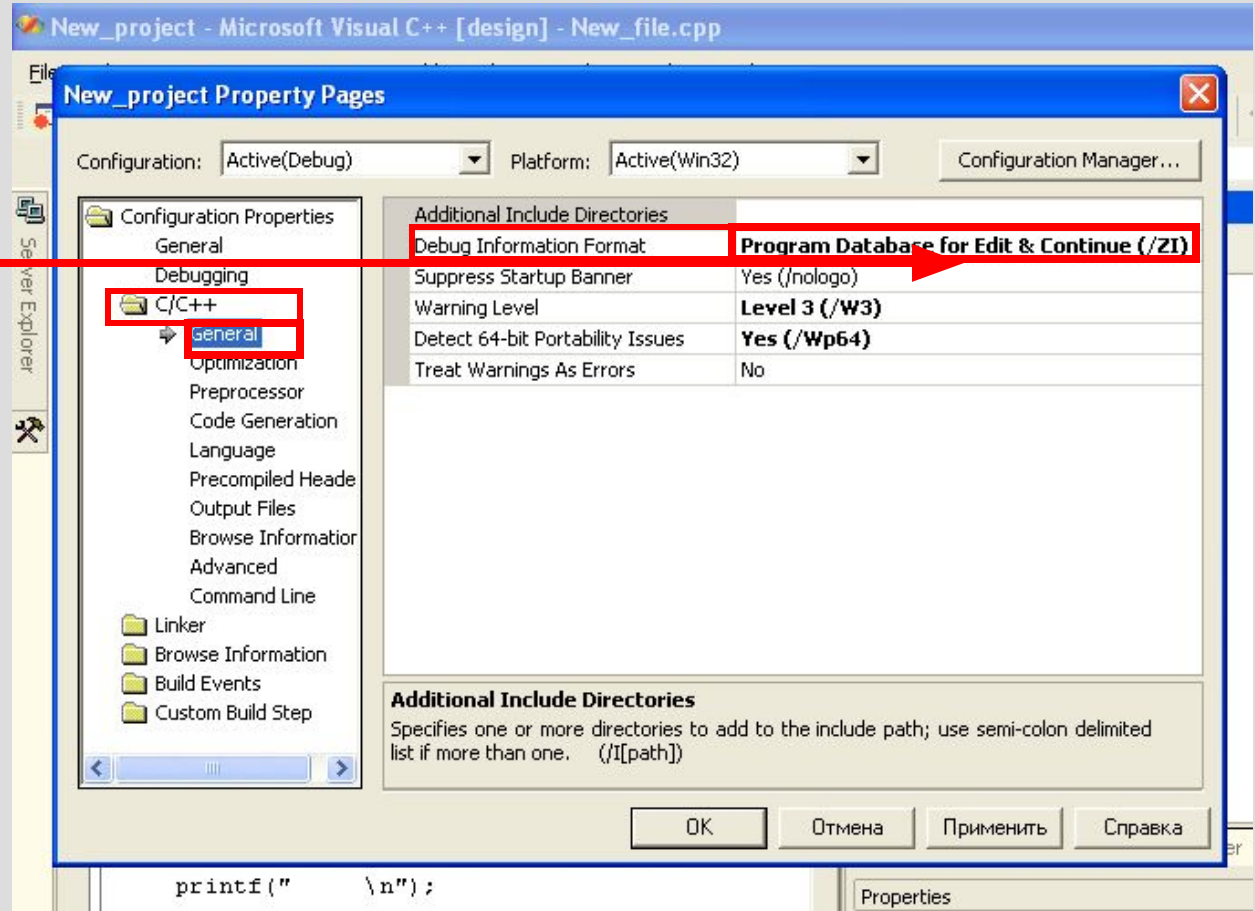 New_project - Microsoft Visual C++ [design] - New_file.cpp
File
New_project Property Pages
Configuration: Active(Debug) Platform: Active(Win32) Configuration Manager...
Server Explorer
Configuration Properties
General
Debugging
C/C++
General
Optimization
Preprocessor
Code Generation
Language
Precompiled Heade
Output Files
Browse Information
Advanced
Command Line
Linker
Browse Information
Build Events
Custom Build Step
Additional Include Directories
Debug Information Format Program Database for Edit & Continue (/ZI)
Suppress Startup Banner Yes (/nologo)
Warning Level Level 3 (/W3)
Detect 64-bit Portability Issues Yes (/Wp64)
Treat Warnings As Errors No
Additional Include Directories
Specifies one or more directories to add to the include path; use semi-colon delimited
list if more than one. (/I[path])
OK Отмена Применить Справка
printf(" \n");
Properties